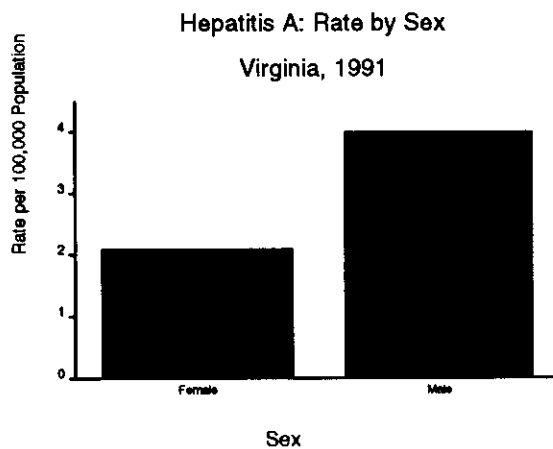 Hepatitis A: Rate by Sex
Virginia, 1991
Rate per 100,000 Population
4
3
2
1
0
Female
Male
Sex